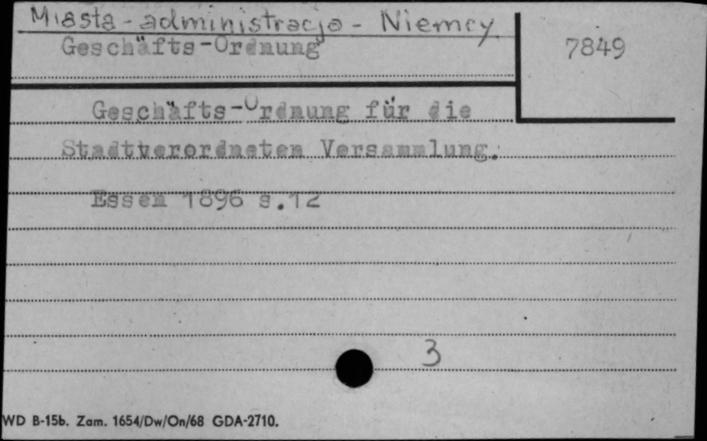 Miasta - administracja - Niemcy
Geschäfts-Ordnung
7849
Geschäfts-Ordnung für die
Stadtverordneten Versammlung.
Essen 1896 s.12
3
WD B-15b. Zam. 1654/Dw/On/68 GDA-2710.